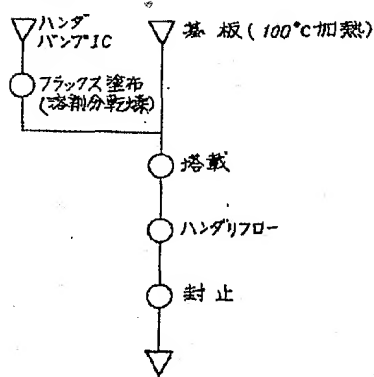 ハンダ
バンプIC
フラックス塗布
(溶剤分乾燥)
基板(100℃加熱)
搭載
ハンダリフロー
封止